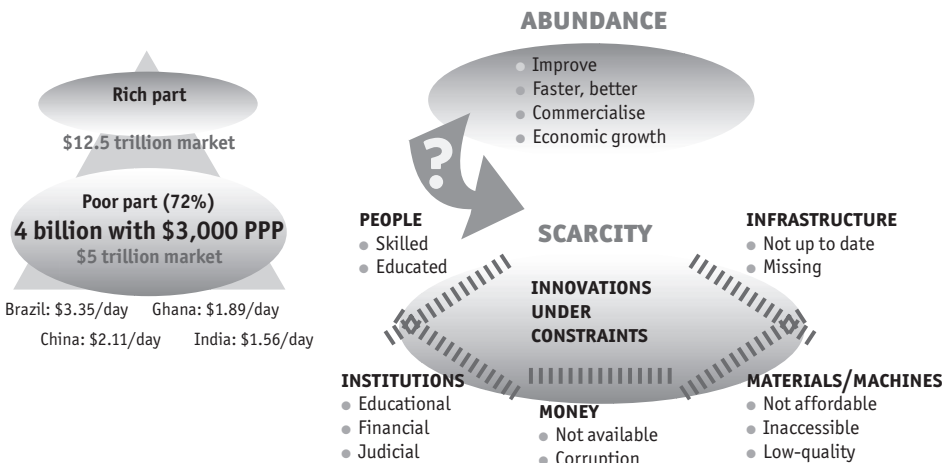 Rich part
$12.5 trillion market
Poor part (72%)
4 billion with $3,000 PPP
$5 trillion market
Brazil: $3.35/day Ghana: $1.89/day
China: $2.11/day India: $1.56/day
ABUNDANCE
Improve
Faster, better
Commercialise
Economic growth
?
SCARCITY
INNOVATIONS
UNDER
CONSTRAINTS
PEOPLE
Skilled
Educated
INFRASTRUCTURE
Not up to date
Missing
INSTITUTIONS
Educational
Financial
Judicial
MONEY
Not available
Corruption
MATERIALS/MACHINES
Not affordable
Inaccessible
Low-quality